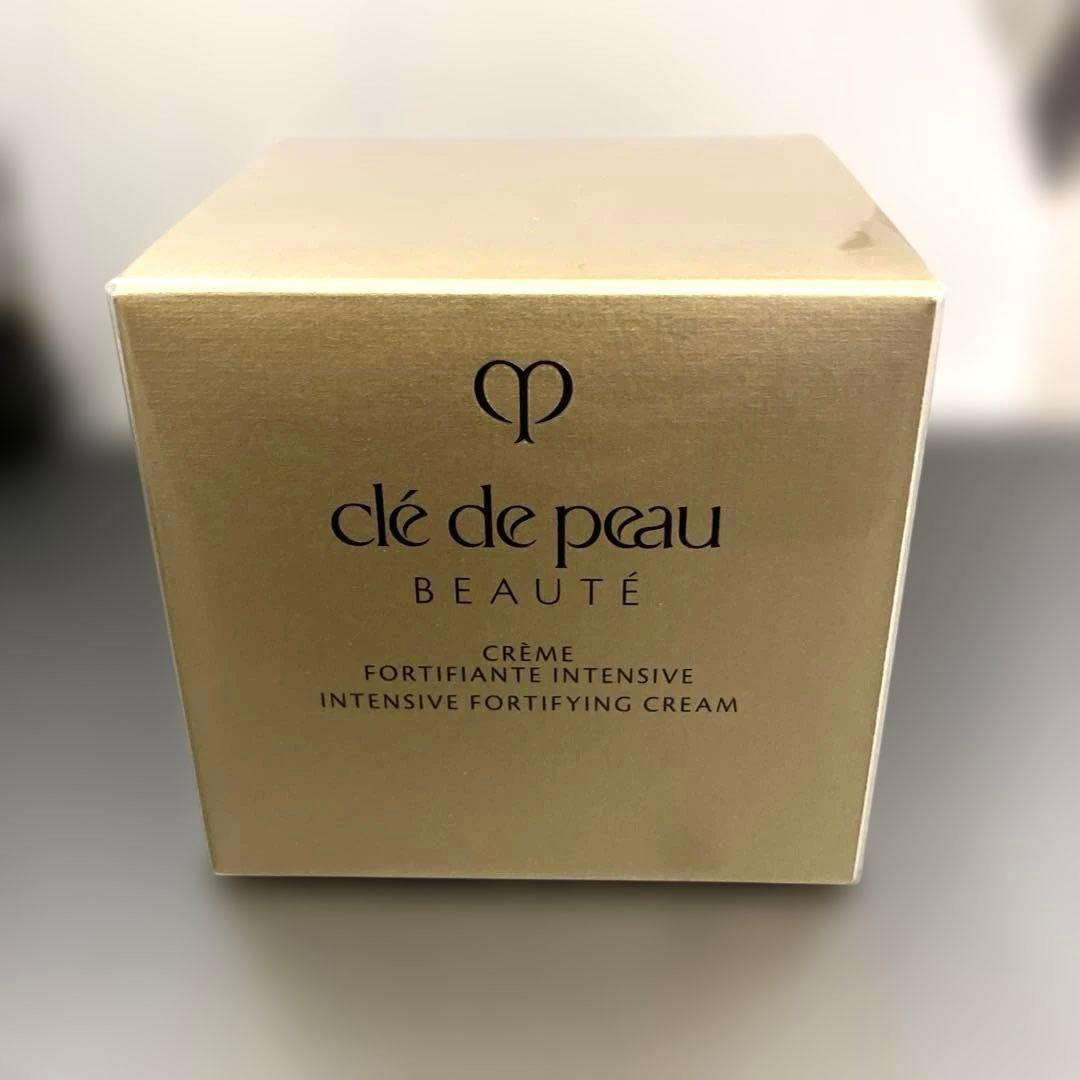 clé de peau
BEAUTÉ
CRÈME
FORTIFIANTE INTENSIVE
INTENSIVE FORTIFYING CREAM